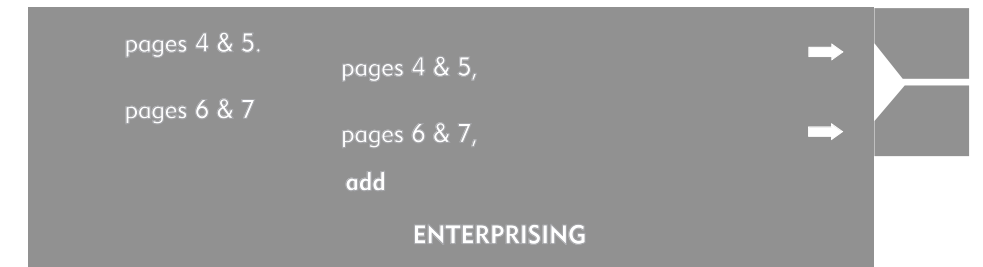 pages 4 & 5.
pages 4 & 5,
pages 6 & 7
pages 6 & 7,
add
ENTERPRISING